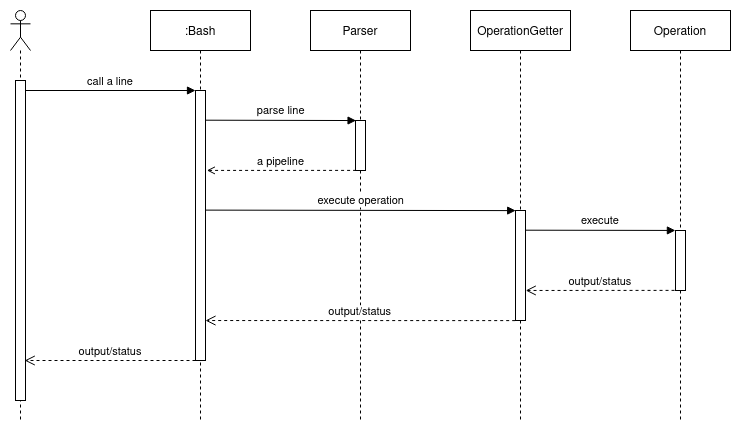 :Bash
Parser
OperationGetter
Operation
call a line
parse line
a pipeline
execute operation
execute
output/status
output/status
output/status